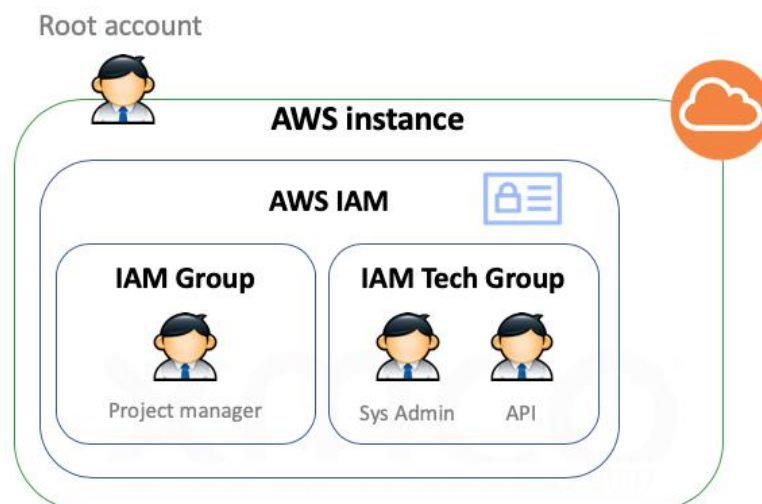 Root account
AWS instance
AWS IAM
IAM Group
IAM Tech Group
Project manager
Sys Admin
API